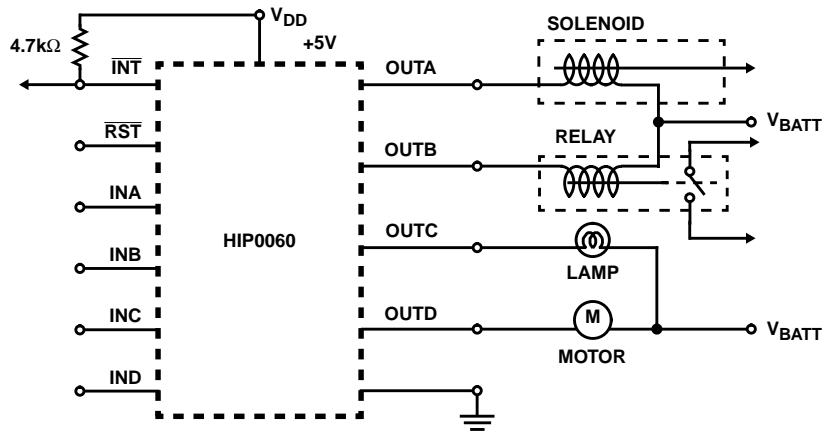 V_DD
SOLENOID
4.7kΩ
+5V
INT
OUTA
RST
V_BATT
RELAY
OUTB
INA
HIP0060
OUTC
INB
LAMP
INC
OUTD
M
V_BATT
MOTOR
IND